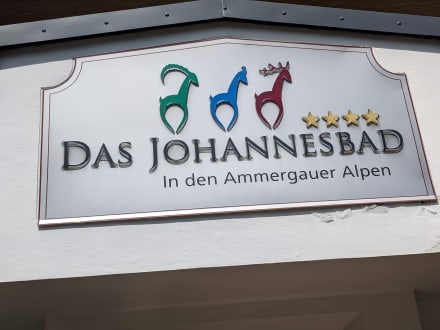 DAS JOHANNESBAD
In den Ammergauer Alpen